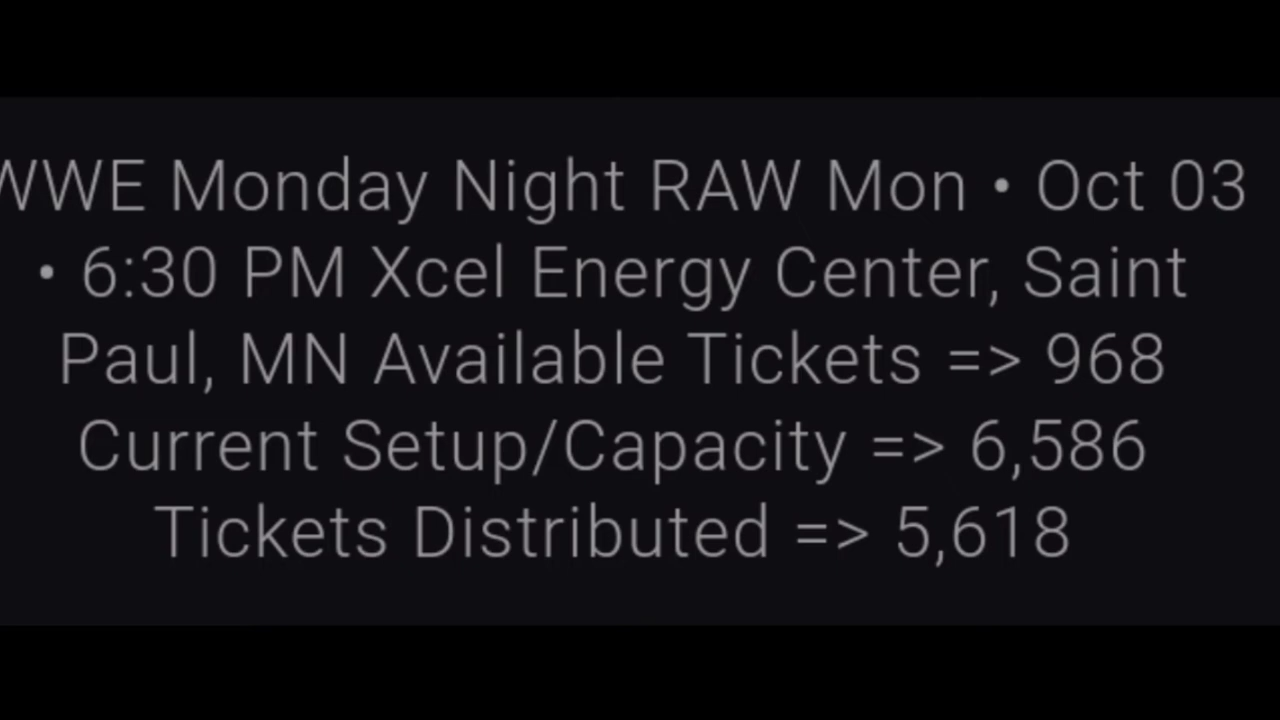 WWE Monday Night RAW Mon • Oct 03
• 6:30 PM Xcel Energy Center, Saint
Paul, MN Available Tickets => 968
Current Setup/Capacity => 6,586
Tickets Distributed => 5,618